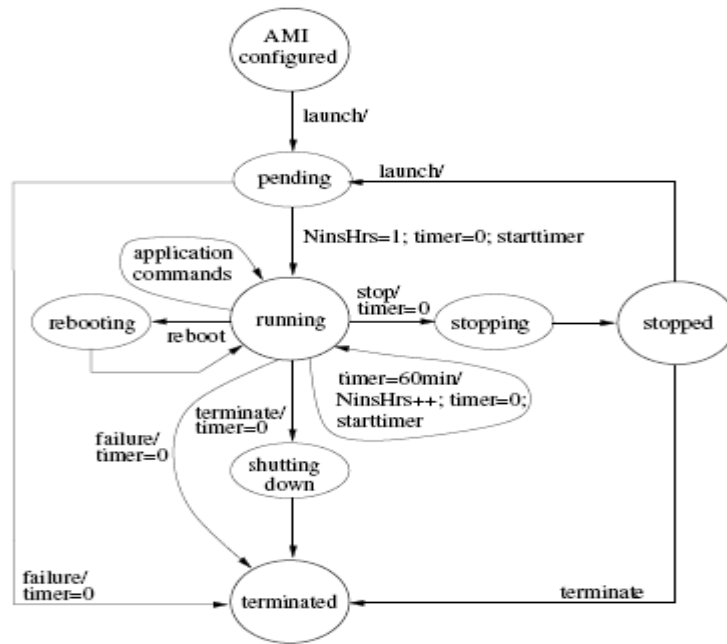 AMI
configured
launch/
pending
launch/
NinsHrs=1; timer=0; starttimer
application
commands
rebooting
reboot
running
stop/
timer=0
stopping
stopped
timer=60min/
NinsHrs++; timer=0;
starttimer
terminate/
timer=0
failure/
timer=0
shutting
down
failure/
timer=0
terminated
terminate